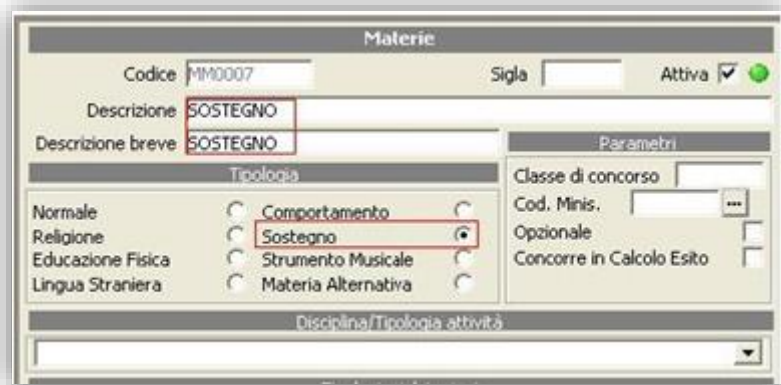 Materie
Codice MM0007 Sigla Attiva
Descrizione SOSTEGNO
Descrizione breve SOSTEGNO
Parametri
Tipologia
Classe di concorso
Normale Comportamento
Cod. Minis. ...
Religione Sostegno
Opzionale
Educazione Fisica Strumento Musicale
Concorre in Calcolo Esito
Lingua Straniera Materia Alternativa
Disciplina/Tipologia attività